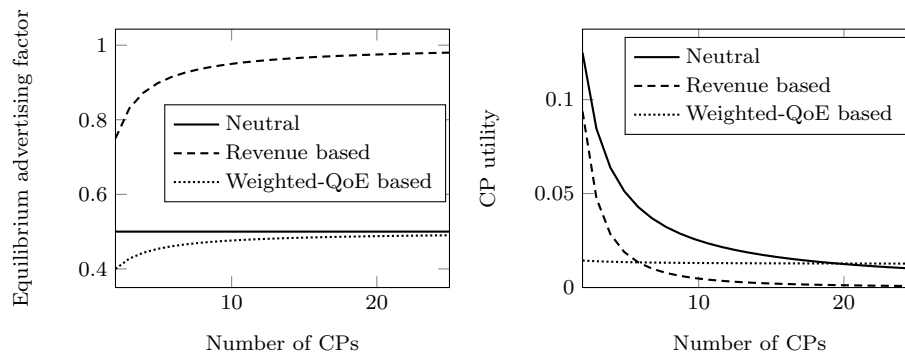 Equilibrium advertising factor
1
0.8
0.6
0.4
10
20
Number of CPs
Neutral
Revenue based
Weighted-QoE based
CP utility
0.1
0.05
0
10
20
Number of CPs
Neutral
Revenue based
Weighted-QoE based